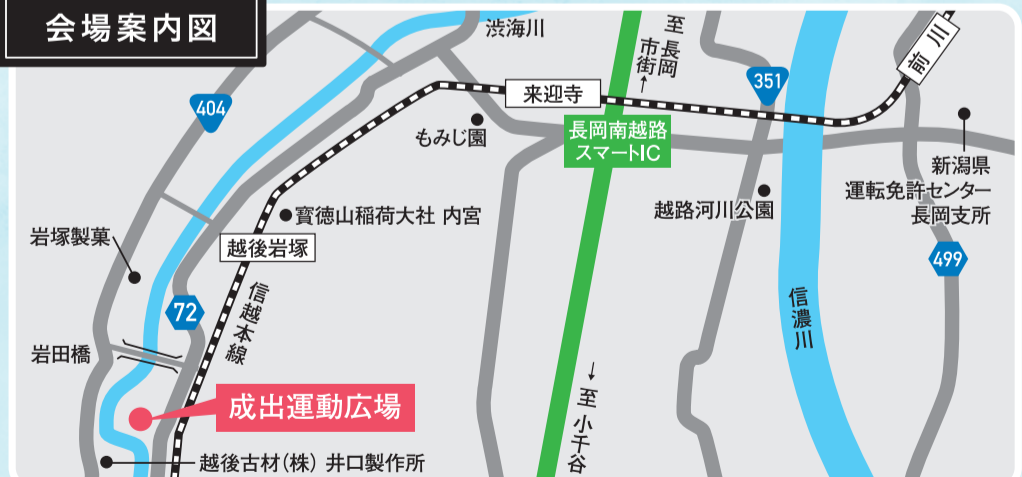 会場案内図
渋海川
至 長岡
市街→
前川
404
351
来迎寺
もみじ園
長岡南越路
スマートIC
新潟県
運転免許センター
長岡支所
越路河川公園
寳徳山稲荷大社 内宮
岩塚製菓
越後岩塚
499
72
信越本線
信濃川
岩田橋
成出運動広場
←至 小千谷
越後古材(株) 井口製作所